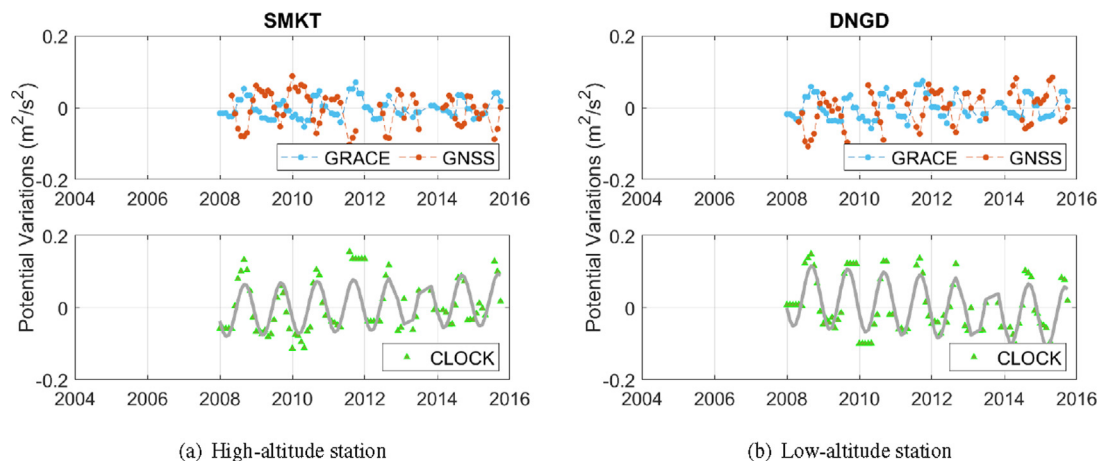 SMKT
DNGD
Potential Variations (m²/s²)
0.2
0
-0.2
GRACE GNSS
2004 2006 2008 2010 2012 2014 2016
0.2
0
-0.2
CLOCK
2004 2006 2008 2010 2012 2014 2016
Potential Variations (m²/s²)
0.2
0
-0.2
GRACE GNSS
2004 2006 2008 2010 2012 2014 2016
0.2
0
-0.2
CLOCK
2004 2006 2008 2010 2012 2014 2016
(a) High-altitude station
(b) Low-altitude station